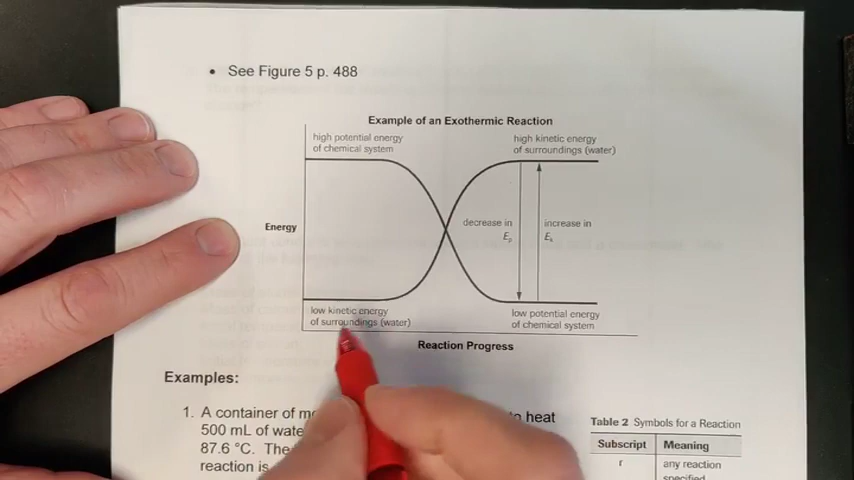 • See Figure 5 p. 488
Example of an Exothermic Reaction
high potential energy
of chemical system
high kinetic energy
of surroundings (water)
Energy
decrease in
Ep
increase in
Ek
low kinetic energy
of surroundings (water)
low potential energy
of chemical system
Reaction Progress
Examples:
1. A container of to heat
500 mL of
87.6 °C. The
reaction is
Table 2 Symbols for a Reaction
Subscript Meaning
r any reaction
specified